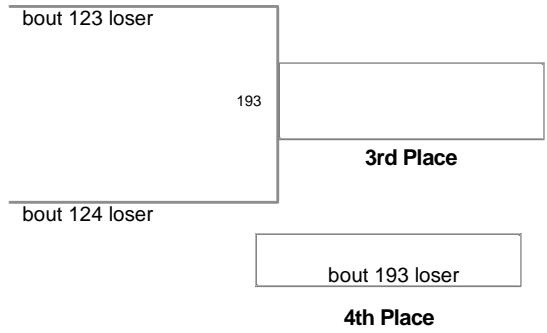 bout 123 loser
193
3rd Place
bout 124 loser
bout 193 loser
4th Place